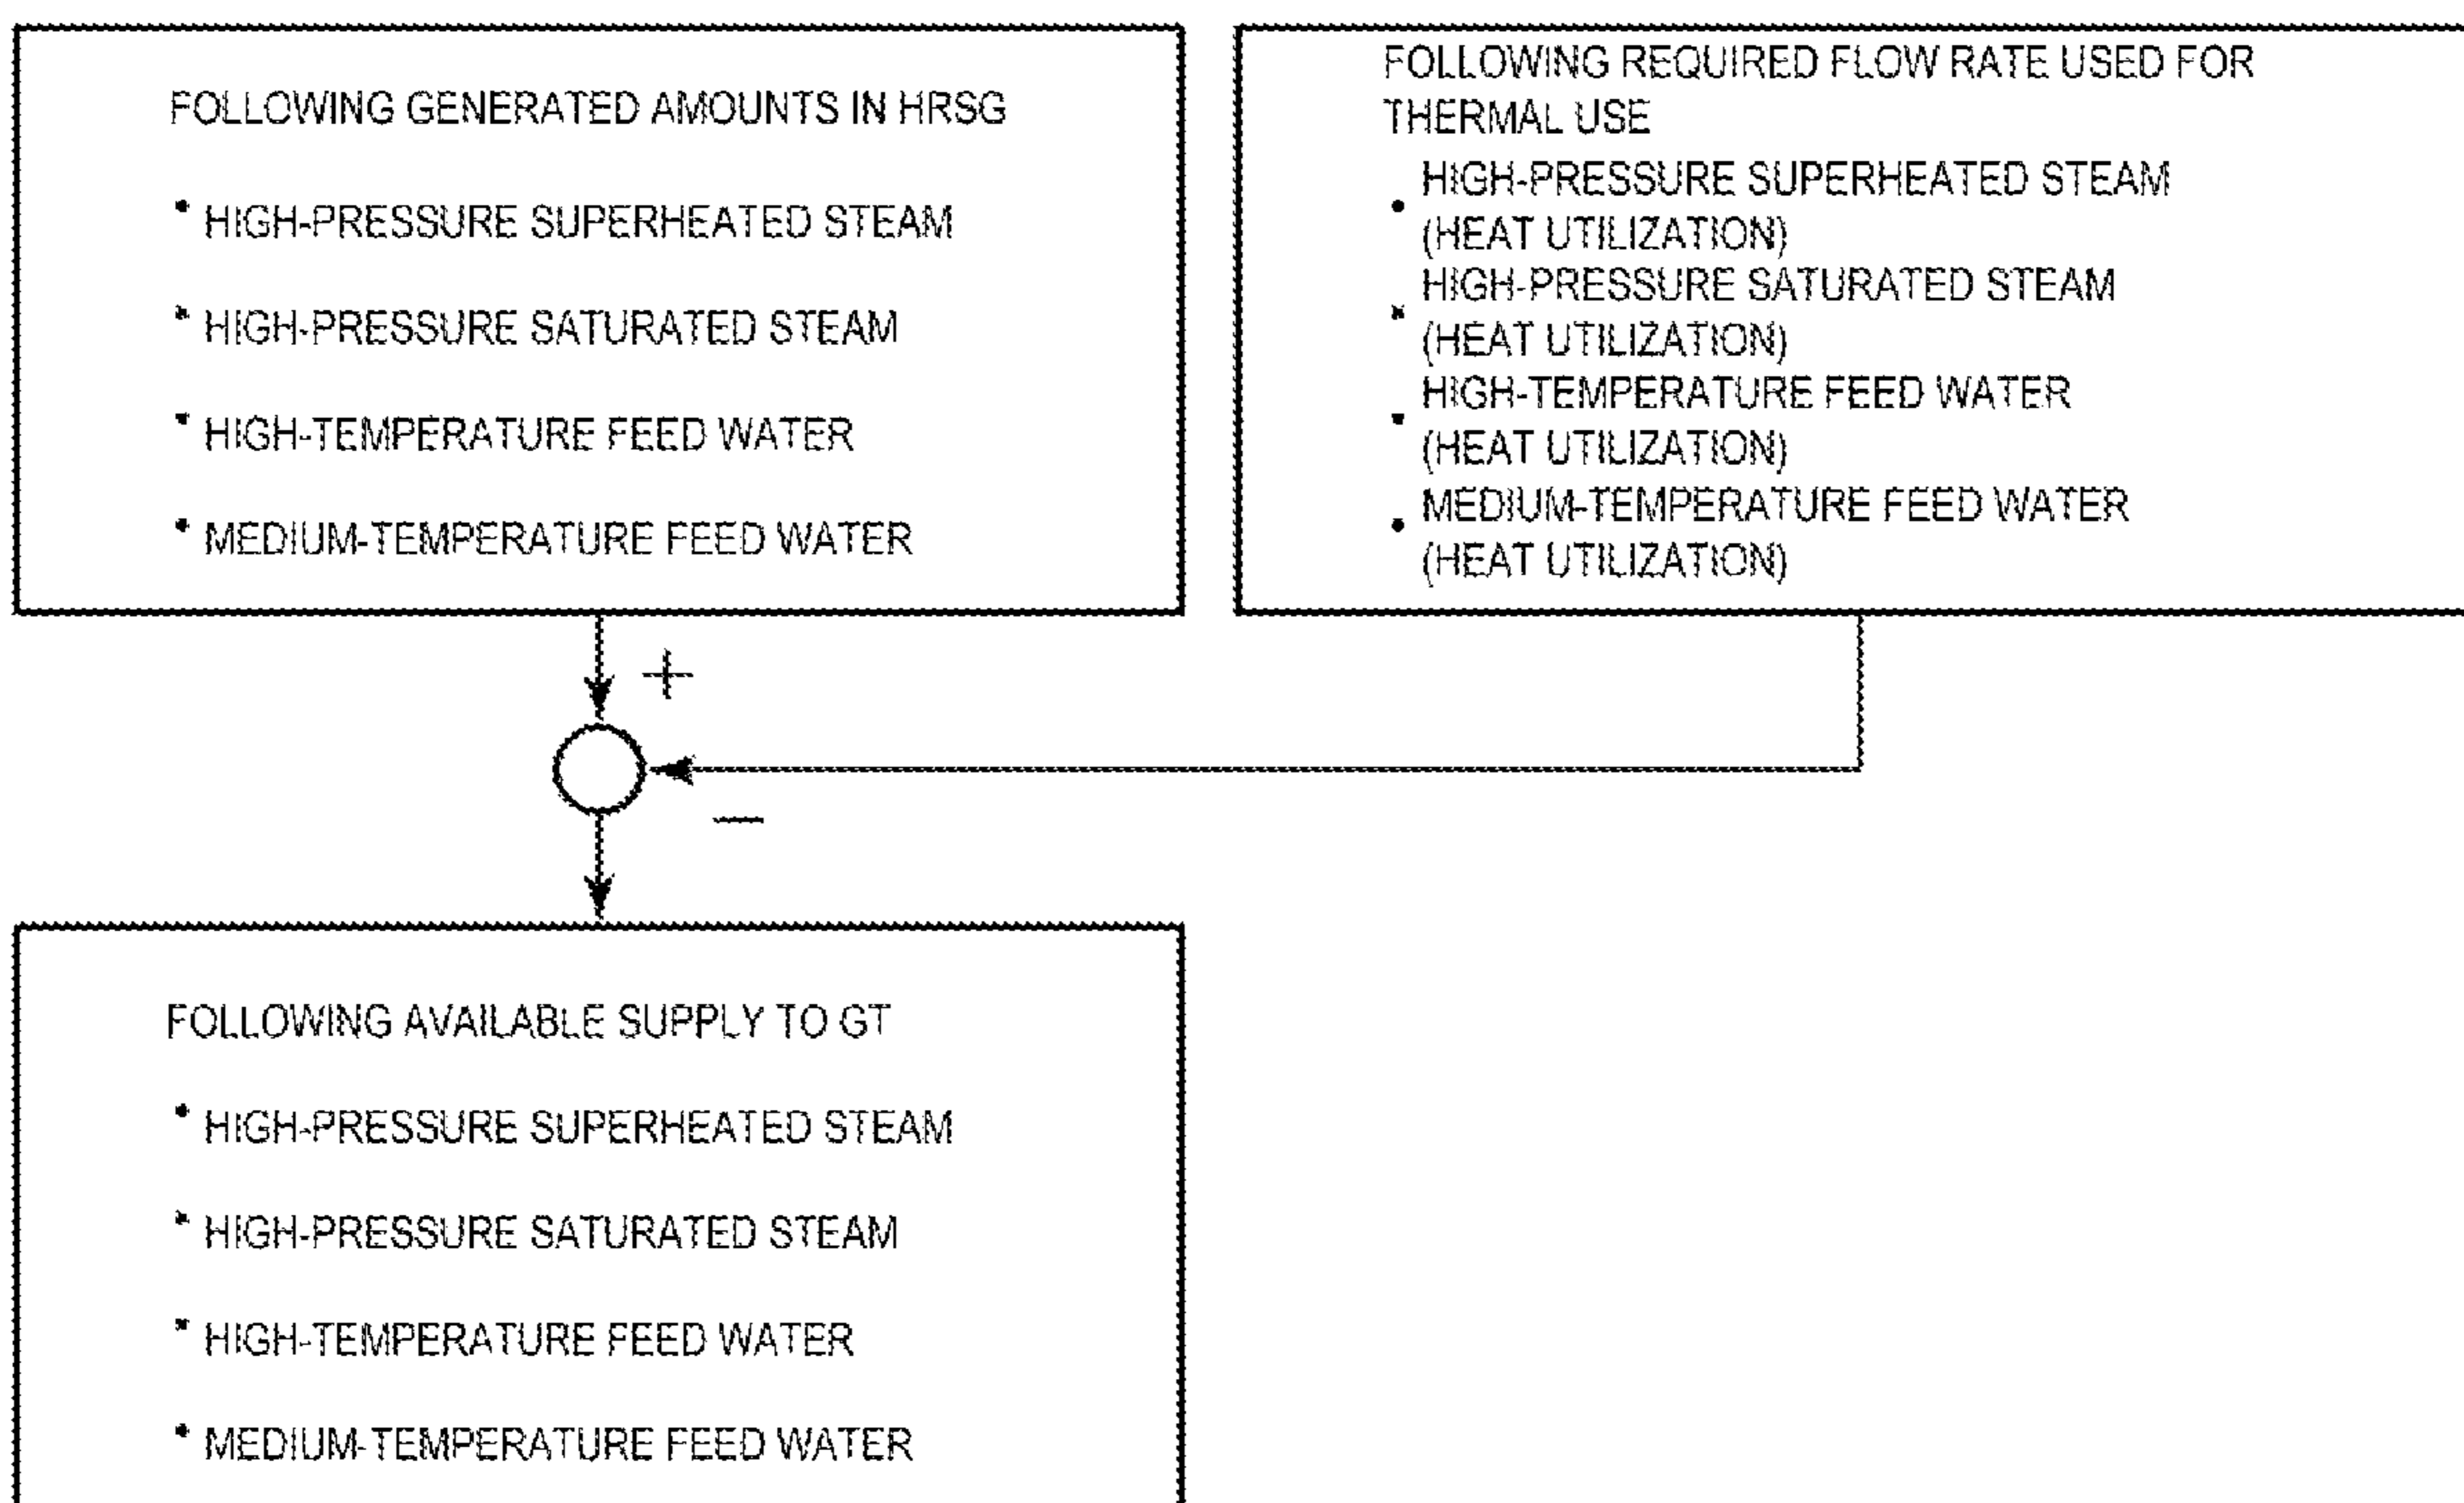 FOLLOWING GENERATED AMOUNTS IN HRSG
• HIGH-PRESSURE SUPERHEATED STEAM
• HIGH-PRESSURE SATURATED STEAM
• HIGH-TEMPERATURE FEED WATER
• MEDIUM-TEMPERATURE FEED WATER
FOLLOWING REQUIRED FLOW RATE USED FOR
THERMAL USE
• HIGH-PRESSURE SUPERHEATED STEAM
(HEAT UTILIZATION)
• HIGH-PRESSURE SATURATED STEAM
(HEAT UTILIZATION)
• HIGH-TEMPERATURE FEED WATER
(HEAT UTILIZATION)
• MEDIUM-TEMPERATURE FEED WATER
(HEAT UTILIZATION)
+
—
FOLLOWING AVAILABLE SUPPLY TO GT
• HIGH-PRESSURE SUPERHEATED STEAM
• HIGH-PRESSURE SATURATED STEAM
• HIGH-TEMPERATURE FEED WATER
• MEDIUM-TEMPERATURE FEED WATER